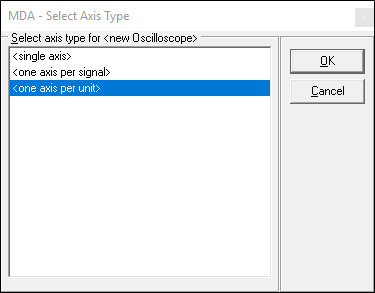 MDA - Select Axis Type
Select axis type for <new Oscilloscope>
<single axis>
<one axis per signal>
<one axis per unit>
OK
Cancel